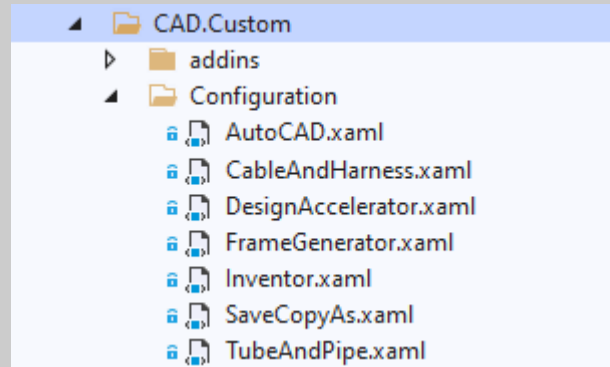 CAD.Custom
addins
Configuration
AutoCAD.xaml
CableAndHarness.xaml
DesignAccelerator.xaml
FrameGenerator.xaml
Inventor.xaml
SaveCopyAs.xaml
TubeAndPipe.xaml